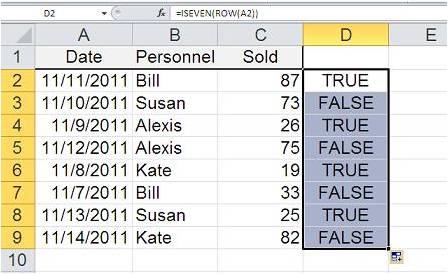 D2 fx =ISEVEN(ROW(A2))
A B C D E
1 Date Personnel Sold
2 11/11/2011 Bill 87 TRUE
3 11/10/2011 Susan 73 FALSE
4 11/9/2011 Alexis 26 TRUE
5 11/12/2011 Alexis 75 FALSE
6 11/8/2011 Kate 19 TRUE
7 11/7/2011 Bill 33 FALSE
8 11/13/2011 Susan 25 TRUE
9 11/14/2011 Kate 82 FALSE
10